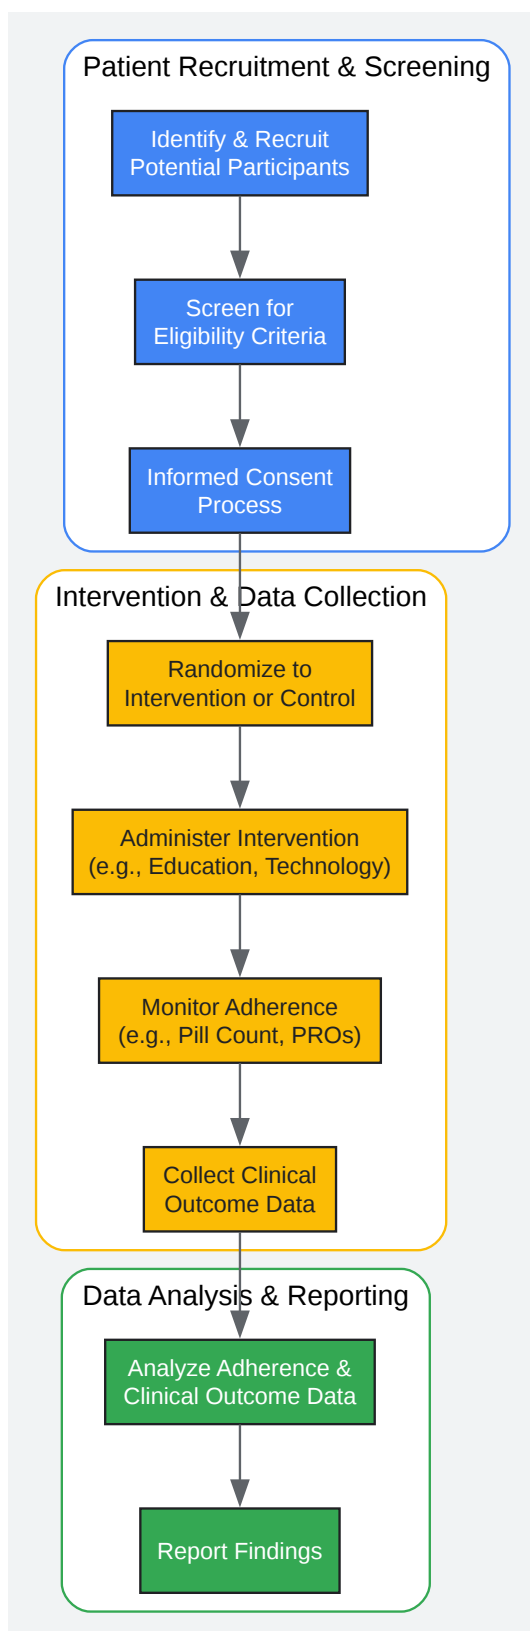 Patient Recruitment & Screening
Identify & Recruit
Potential Participants
Screen for
Eligibility Criteria
Informed Consent
Process
Intervention & Data Collection
Randomize to
Intervention or Control
Administer Intervention
(e.g., Education, Technology)
Monitor Adherence
(e.g., Pill Count, PROs)
Collect Clinical
Outcome Data
Data Analysis & Reporting
Analyze Adherence &
Clinical Outcome Data
Report Findings